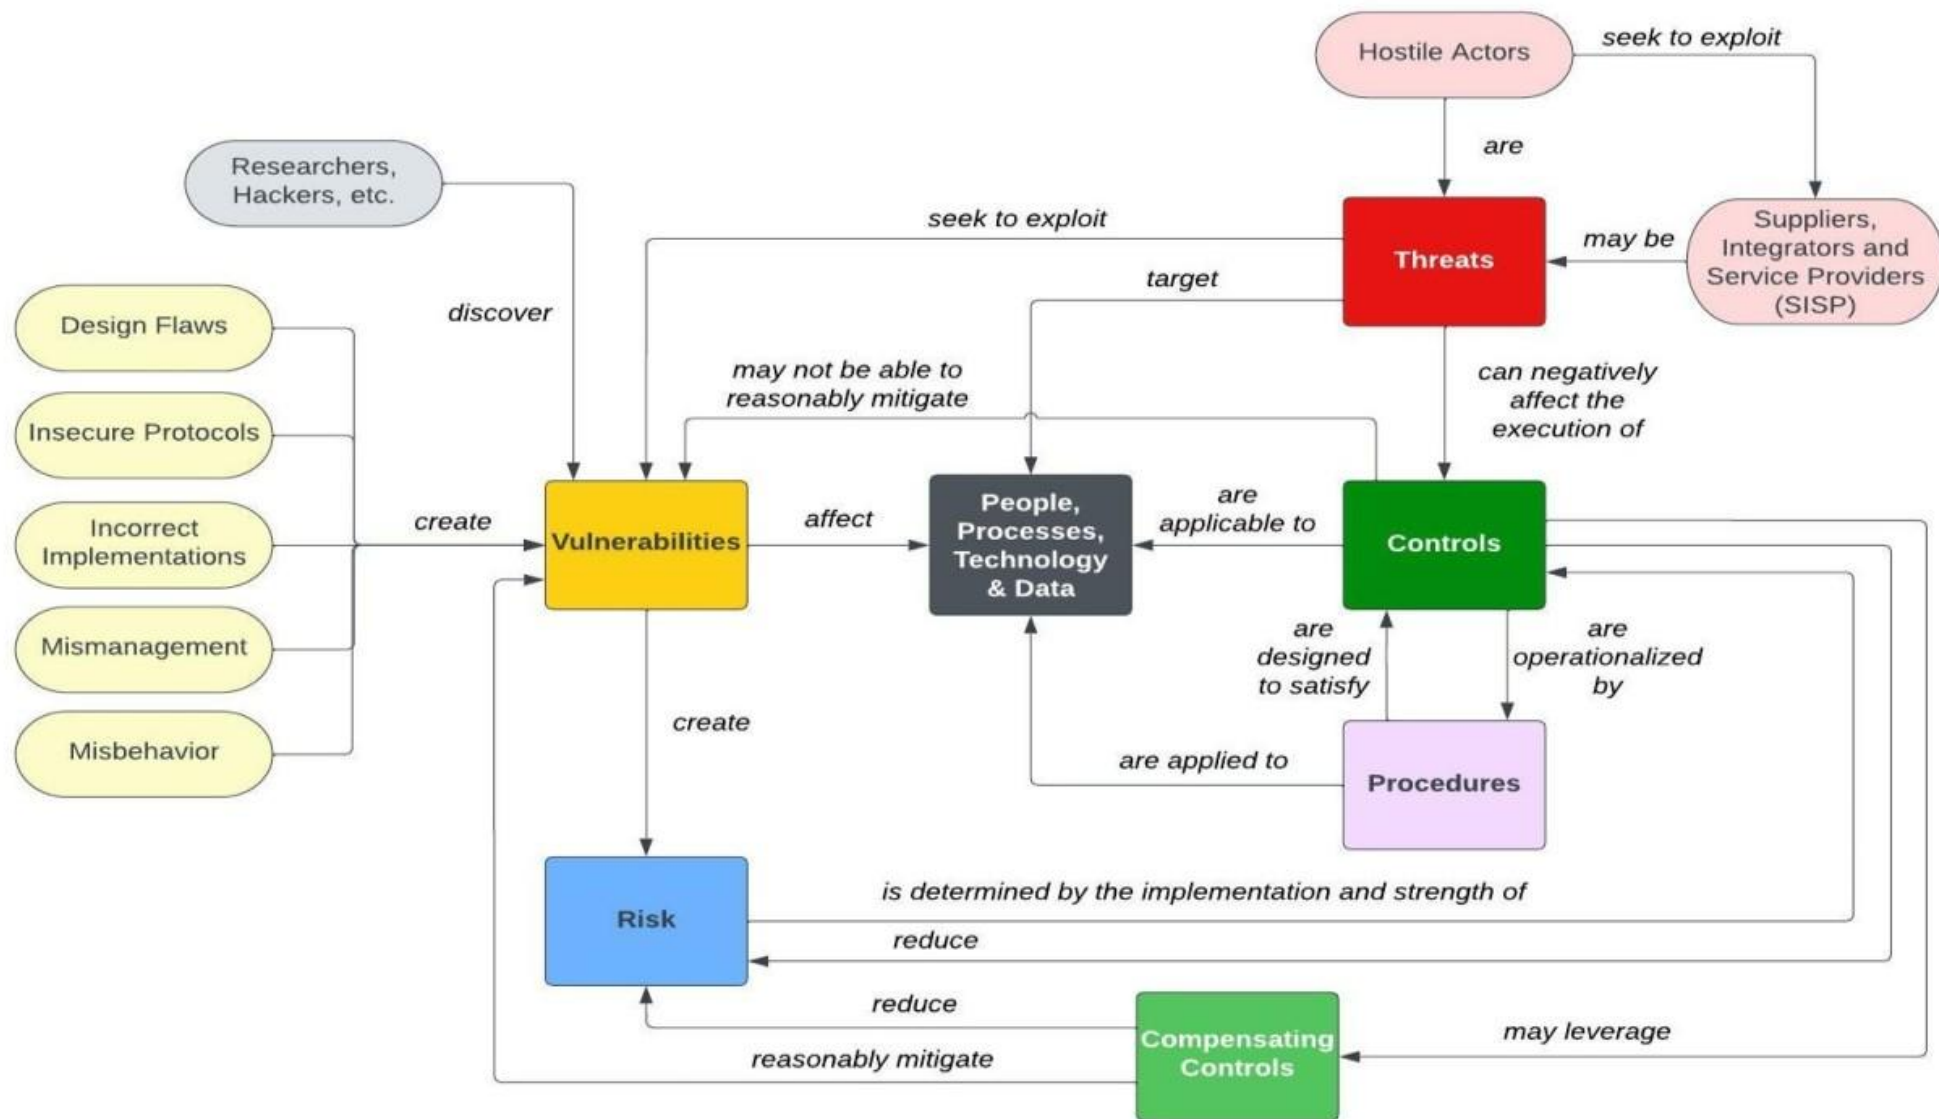 Hostile Actors
seek to exploit
are
Researchers,
Hackers, etc.
seek to exploit
Threats
may be
Suppliers,
Integrators and
Service Providers
(SISP)
target
discover
Design Flaws
may not be able to
reasonably mitigate
can negatively
affect the
execution of
Insecure Protocols
Incorrect
Implementations
create
Vulnerabilities
affect
People,
Processes,
Technology
& Data
are
applicable to
Controls
Mismanagement
are
designed
to satisfy
are
operationalized
by
Misbehavior
create
are applied to
Procedures
Risk
is determined by the implementation and strength of
reduce
reduce
reasonably mitigate
Compensating
Controls
may leverage